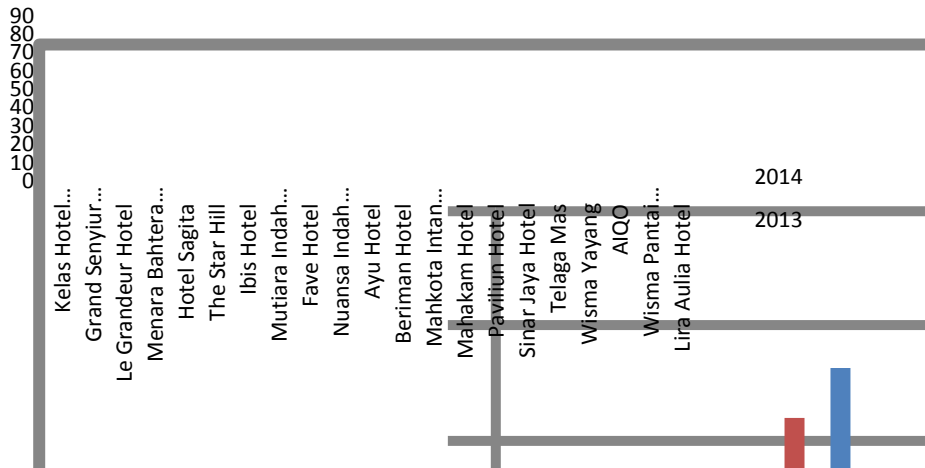 90
80
70
60
50
40
30
20
10
0
2014
2013
Kelas Hotel...
Grand Senyiur...
Le Grandeur Hotel
Menara Bahtera...
Hotel Sagita
The Star Hill
Ibis Hotel
Mutiara Indah...
Fave Hotel
Nuansa Indah...
Ayu Hotel
Beriman Hotel
Mahkota Intan...
Mahakam Hotel
Paviliun Hotel
Sinar Jaya Hotel
Telaga Mas
Wisma Yayang
AIQO
Wisma Pantai...
Lira Aulia Hotel